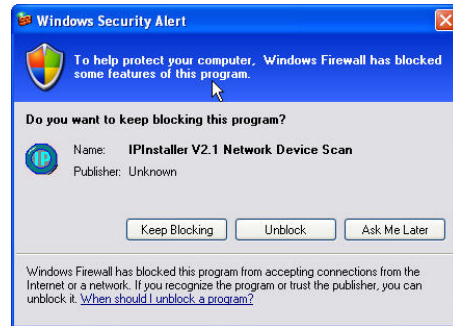 Windows Security Alert
To help protect your computer, Windows Firewall has blocked
some features of this program.
Do you want to keep blocking this program?
IP
Name: IPInstaller V2.1 Network Device Scan
Publisher: Unknown
Keep Blocking Unblock Ask Me Later
Windows Firewall has blocked this program from accepting connections from the
Internet or a network. If you recognize the program or trust the publisher, you can
unblock it. When should I unblock a program?